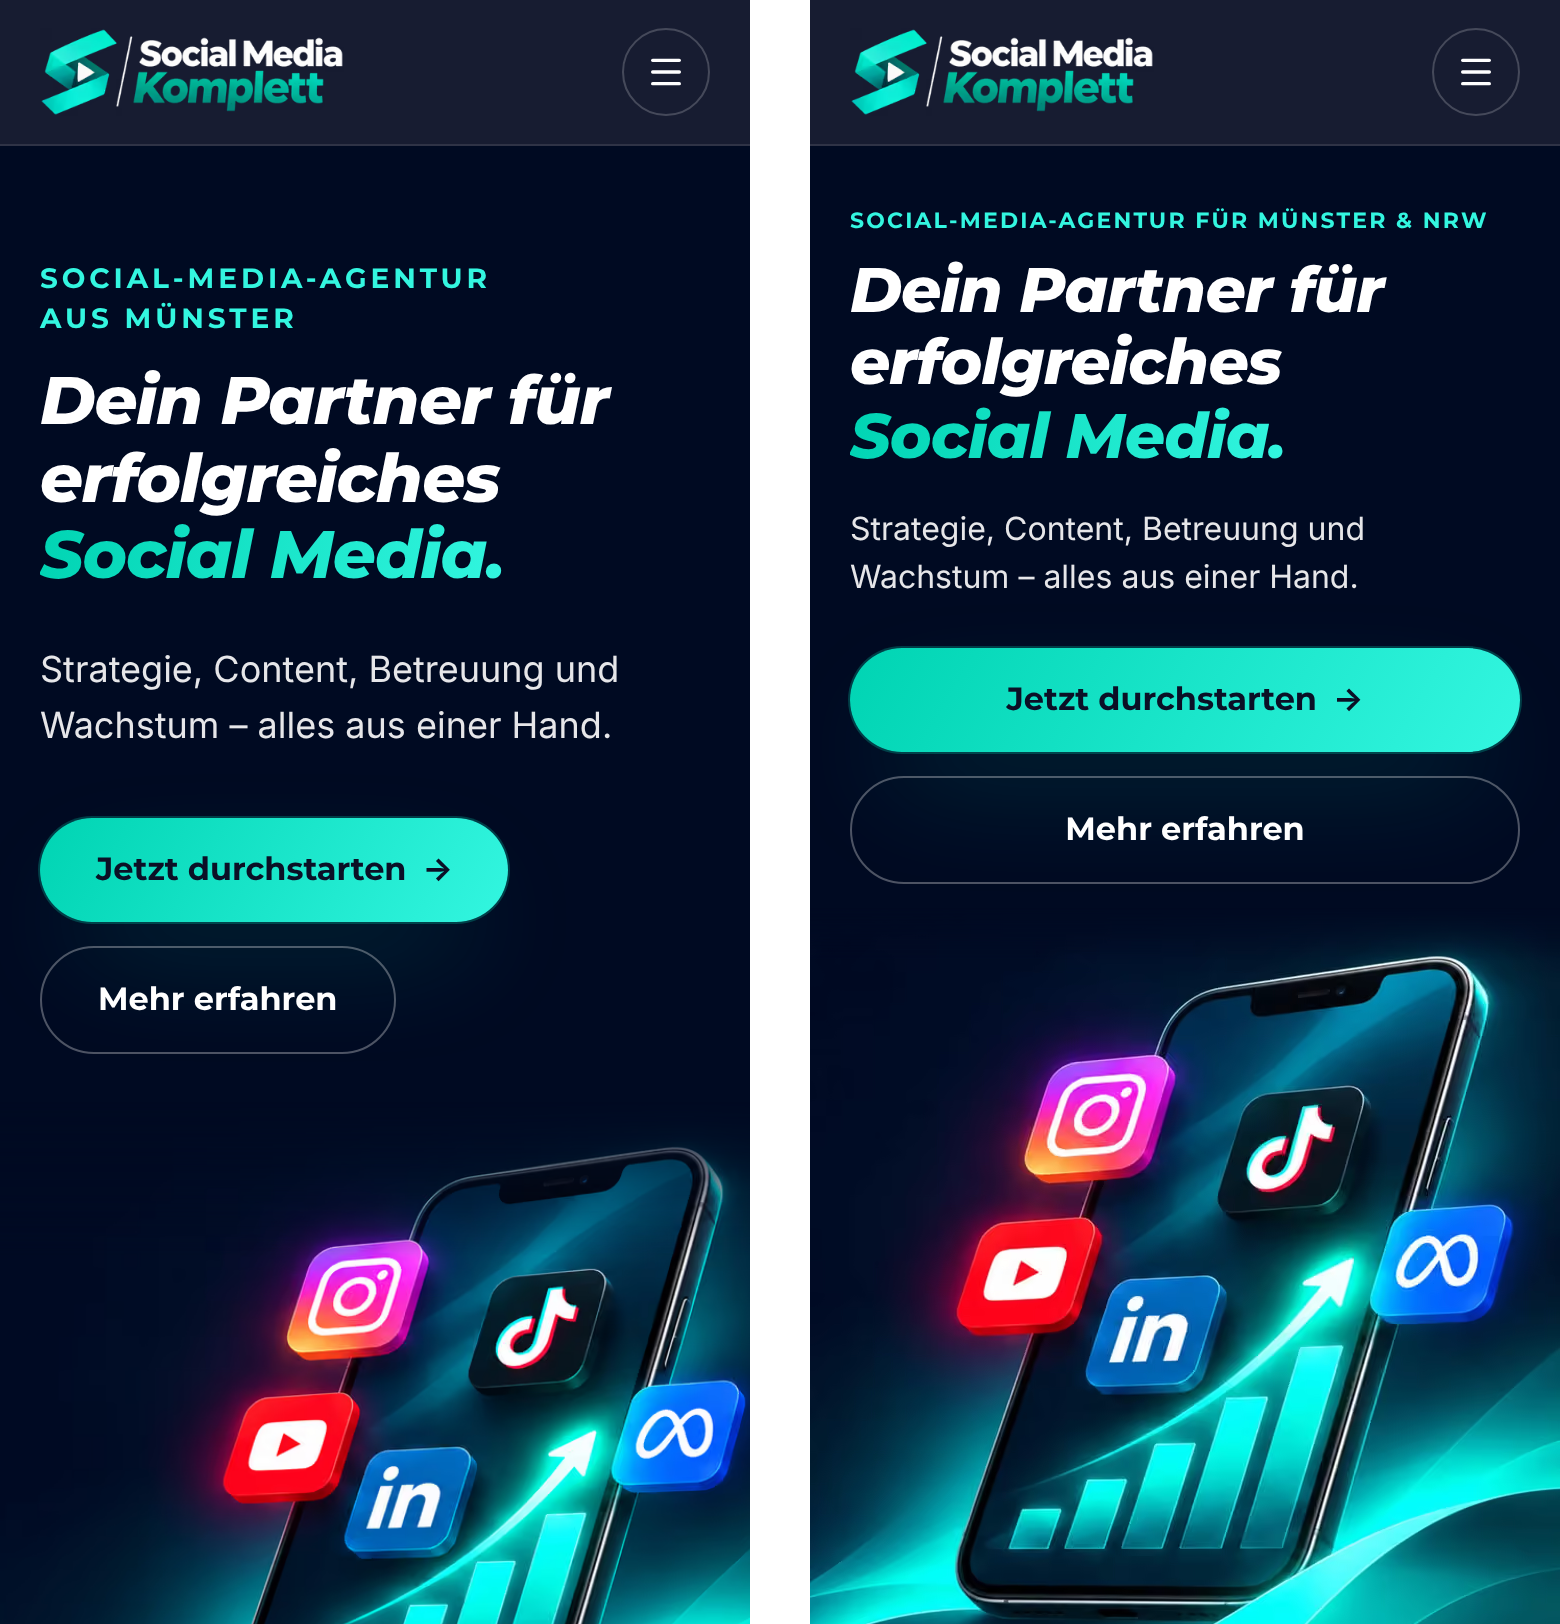 Social Media
Komplett
SOCIAL-MEDIA-AGENTUR
AUS MÜNSTER
Dein Partner für
erfolgreiches
Social Media.
Strategie, Content, Betreuung und
Wachstum – alles aus einer Hand.
Jetzt durchstarten →
Mehr erfahren
in
Social Media
Komplett
SOCIAL-MEDIA-AGENTUR FÜR MÜNSTER & NRW
Dein Partner für
erfolgreiches
Social Media.
Strategie, Content, Betreuung und
Wachstum – alles aus einer Hand.
Jetzt durchstarten →
Mehr erfahren
in